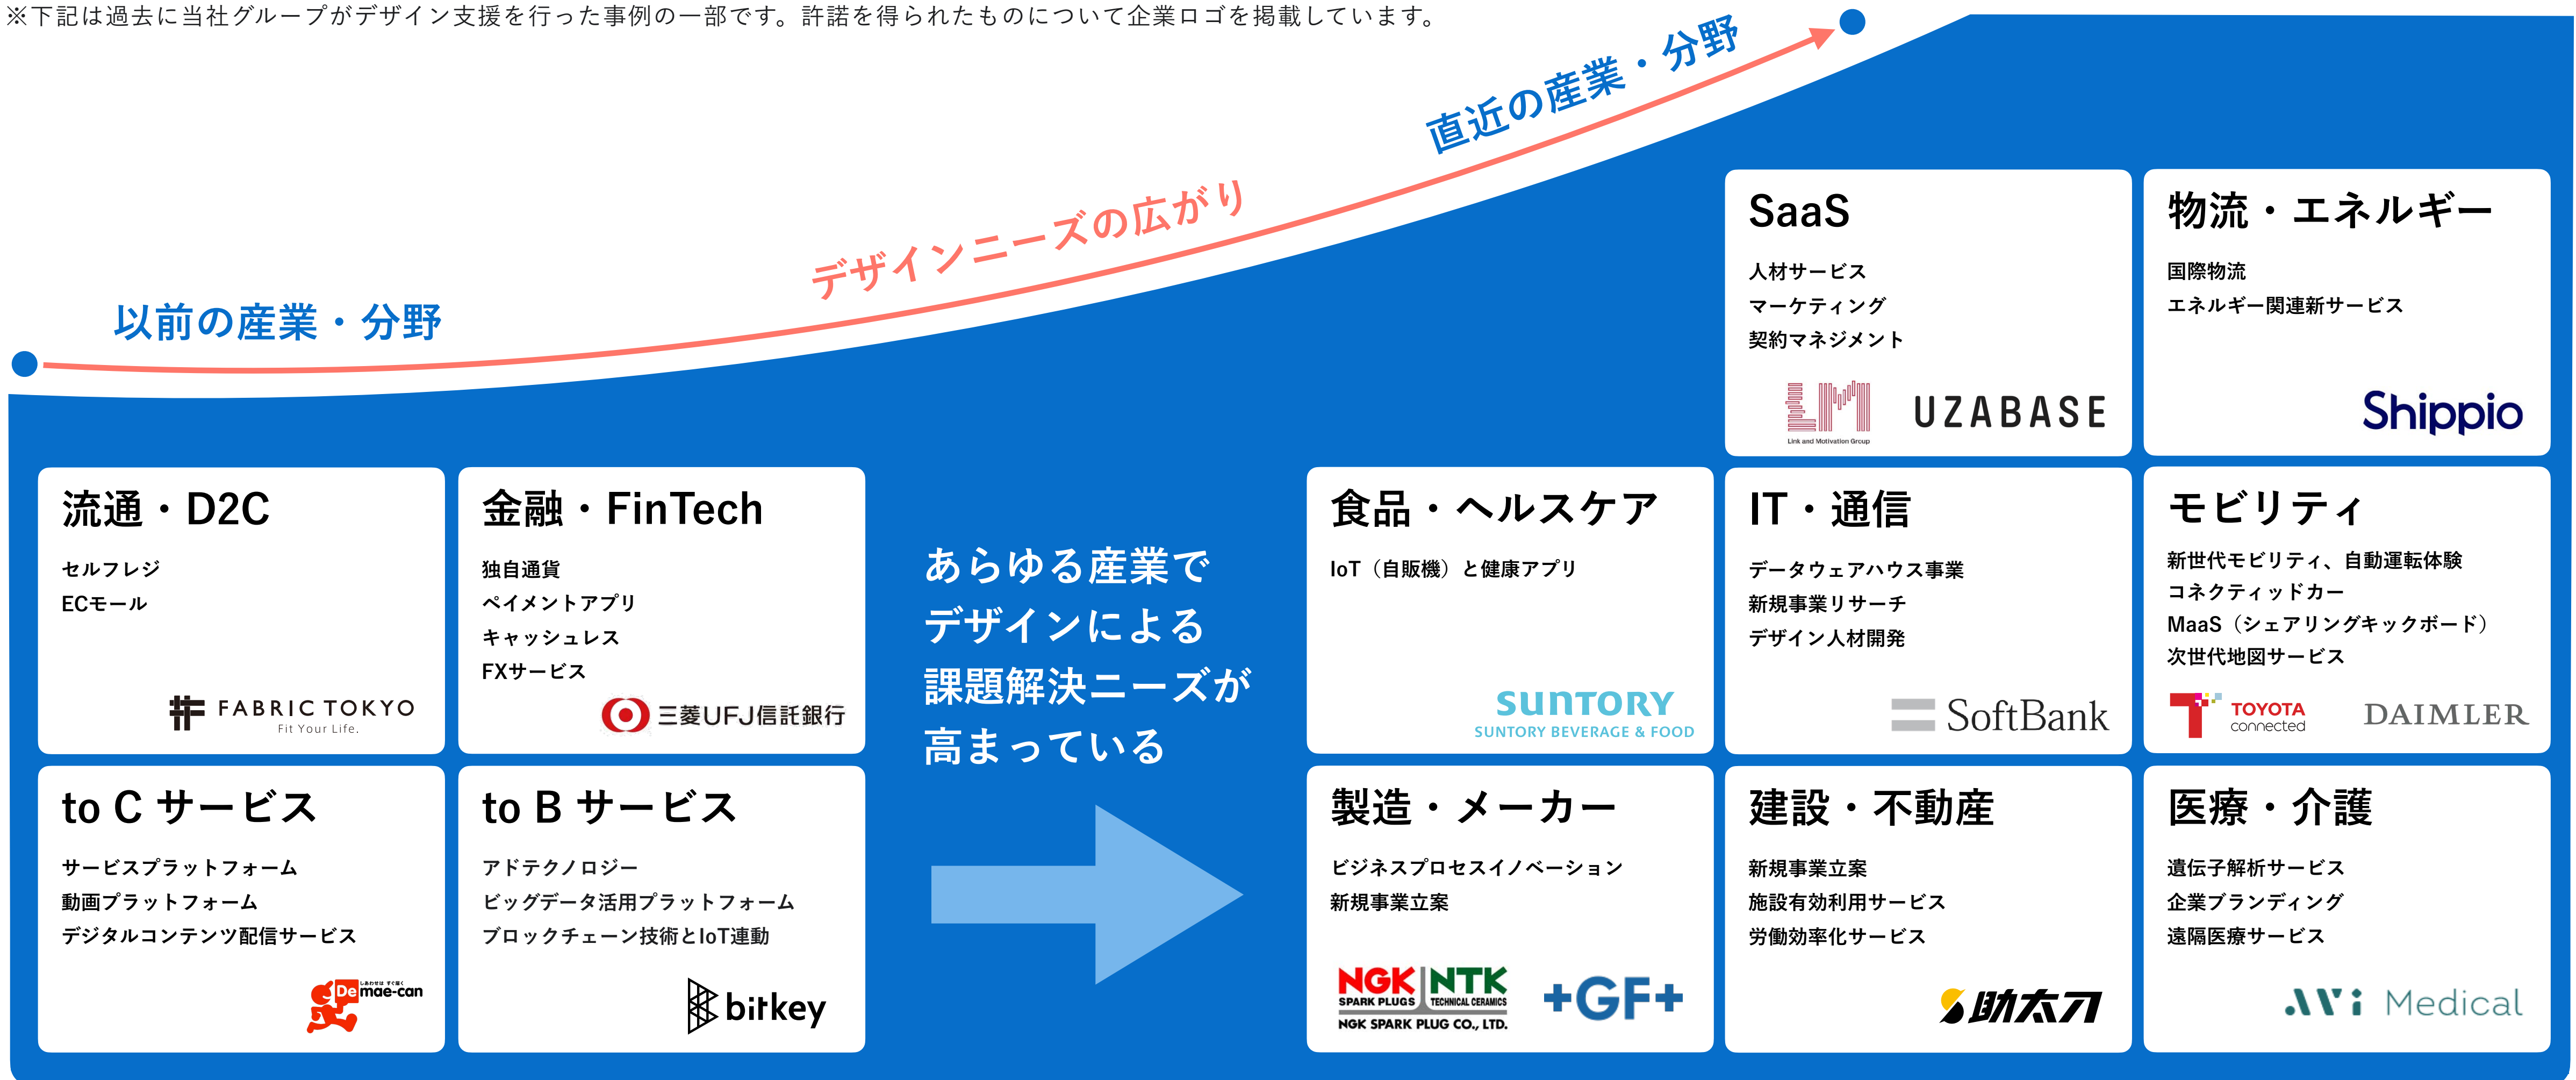 ※下記は過去に当社グループがデザイン支援を行った事例の一部です。許諾を得られたものについて企業ロゴを掲載しています。
以前の産業・分野
デザインニーズの広がり
直近の産業・分野
流通・D2C
セルフレジ
ECモール
FABRIC TOKYO
Fit Your Life.
金融・FinTech
独自通貨
ペイメントアプリ
キャッシュレス
FXサービス
三菱UFJ信託銀行
to C サービス
サービスプラットフォーム
動画プラットフォーム
デジタルコンテンツ配信サービス
しあわせは すぐ届く
Demae-can
to B サービス
アドテクノロジー
ビッグデータ活用プラットフォーム
ブロックチェーン技術とIoT連動
bitkey
あらゆる産業で
デザインによる
課題解決ニーズが
高まっている
SaaS
人材サービス
マーケティング
契約マネジメント
LM
Link and Motivation Group
UZABASE
物流・エネルギー
国際物流
エネルギー関連新サービス
Shippio
食品・ヘルスケア
IoT（自販機）と健康アプリ
SUNTORY
SUNTORY BEVERAGE & FOOD
IT・通信
データウェアハウス事業
新規事業リサーチ
デザイン人材開発
SoftBank
モビリティ
新世代モビリティ、自動運転体験
コネクティッドカー
MaaS（シェアリングキックボード）
次世代地図サービス
TOYOTA
connected
DAIMLER
製造・メーカー
ビジネスプロセスイノベーション
新規事業立案
NGK NTK
SPARK PLUGS TECHNICAL CERAMICS
NGK SPARK PLUG CO., LTD.
+GF+
建設・不動産
新規事業立案
施設有効利用サービス
労働効率化サービス
助太刀
医療・介護
遺伝子解析サービス
企業ブランディング
遠隔医療サービス
AVi Medical